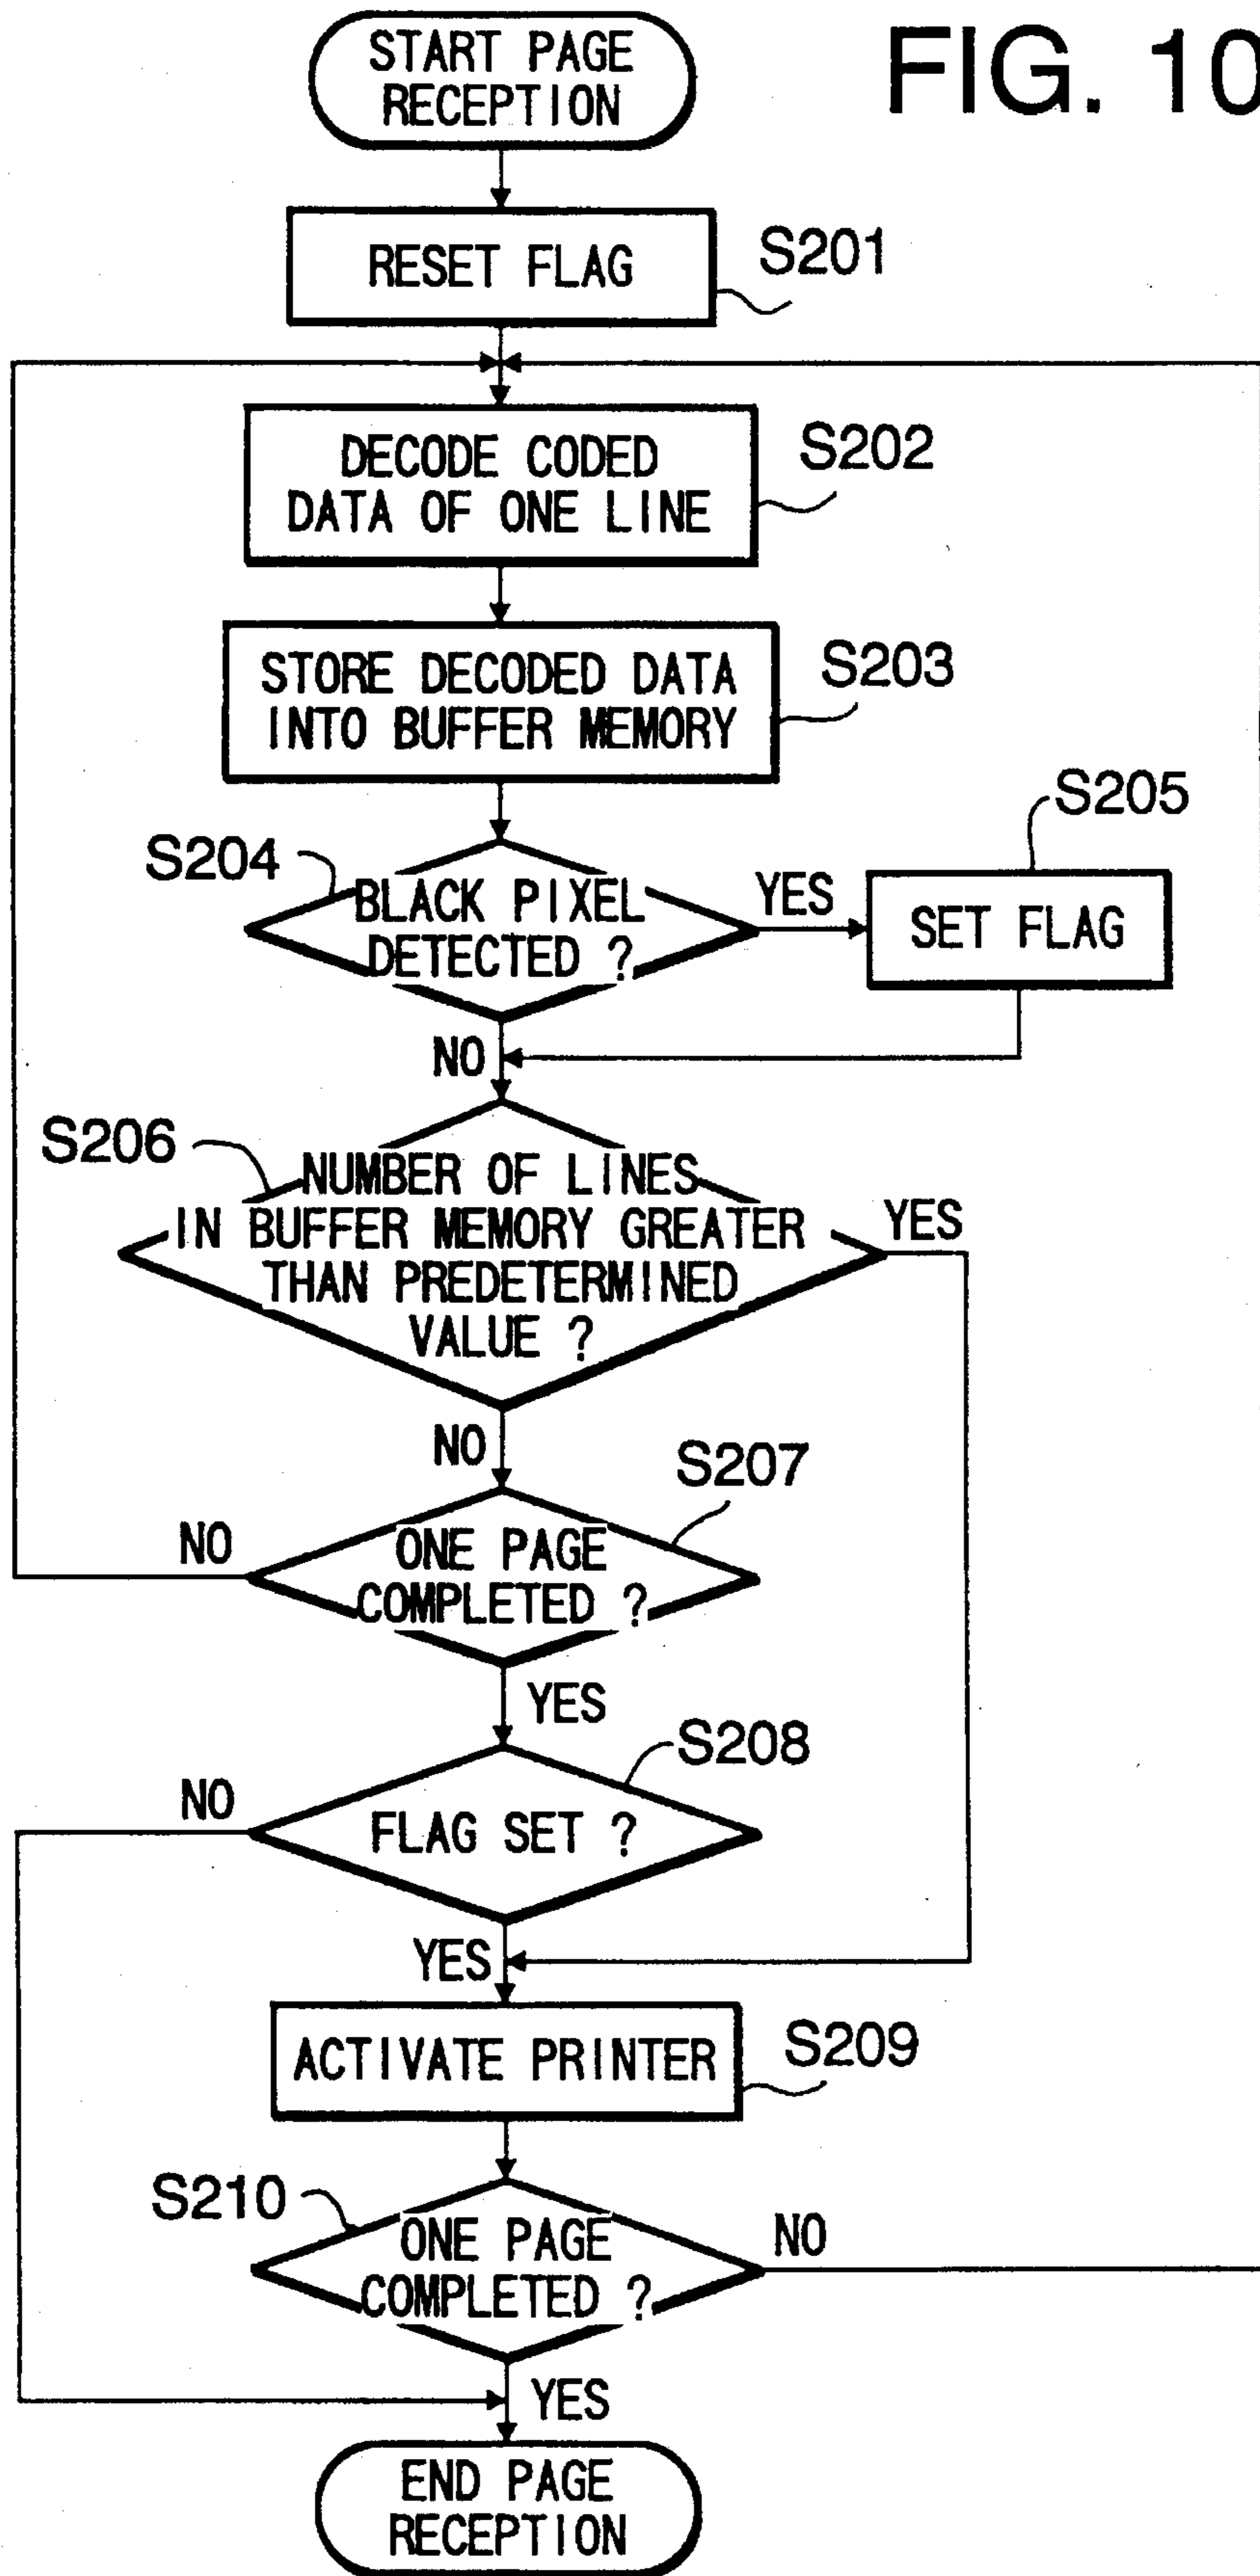 FIG. 10
START PAGE
RECEPTION
RESET FLAG
S201
DECODE CODED
DATA OF ONE LINE
S202
STORE DECODED DATA
INTO BUFFER MEMORY
S203
S204
BLACK PIXEL
DETECTED ?
YES
S205
SET FLAG
NO
S206
NUMBER OF LINES
IN BUFFER MEMORY GREATER
THAN PREDETERMINED
VALUE ?
YES
NO
S207
NO
ONE PAGE
COMPLETED ?
YES
S208
NO
FLAG SET ?
YES
ACTIVATE PRINTER
S209
S210
ONE PAGE
COMPLETED ?
NO
YES
END PAGE
RECEPTION